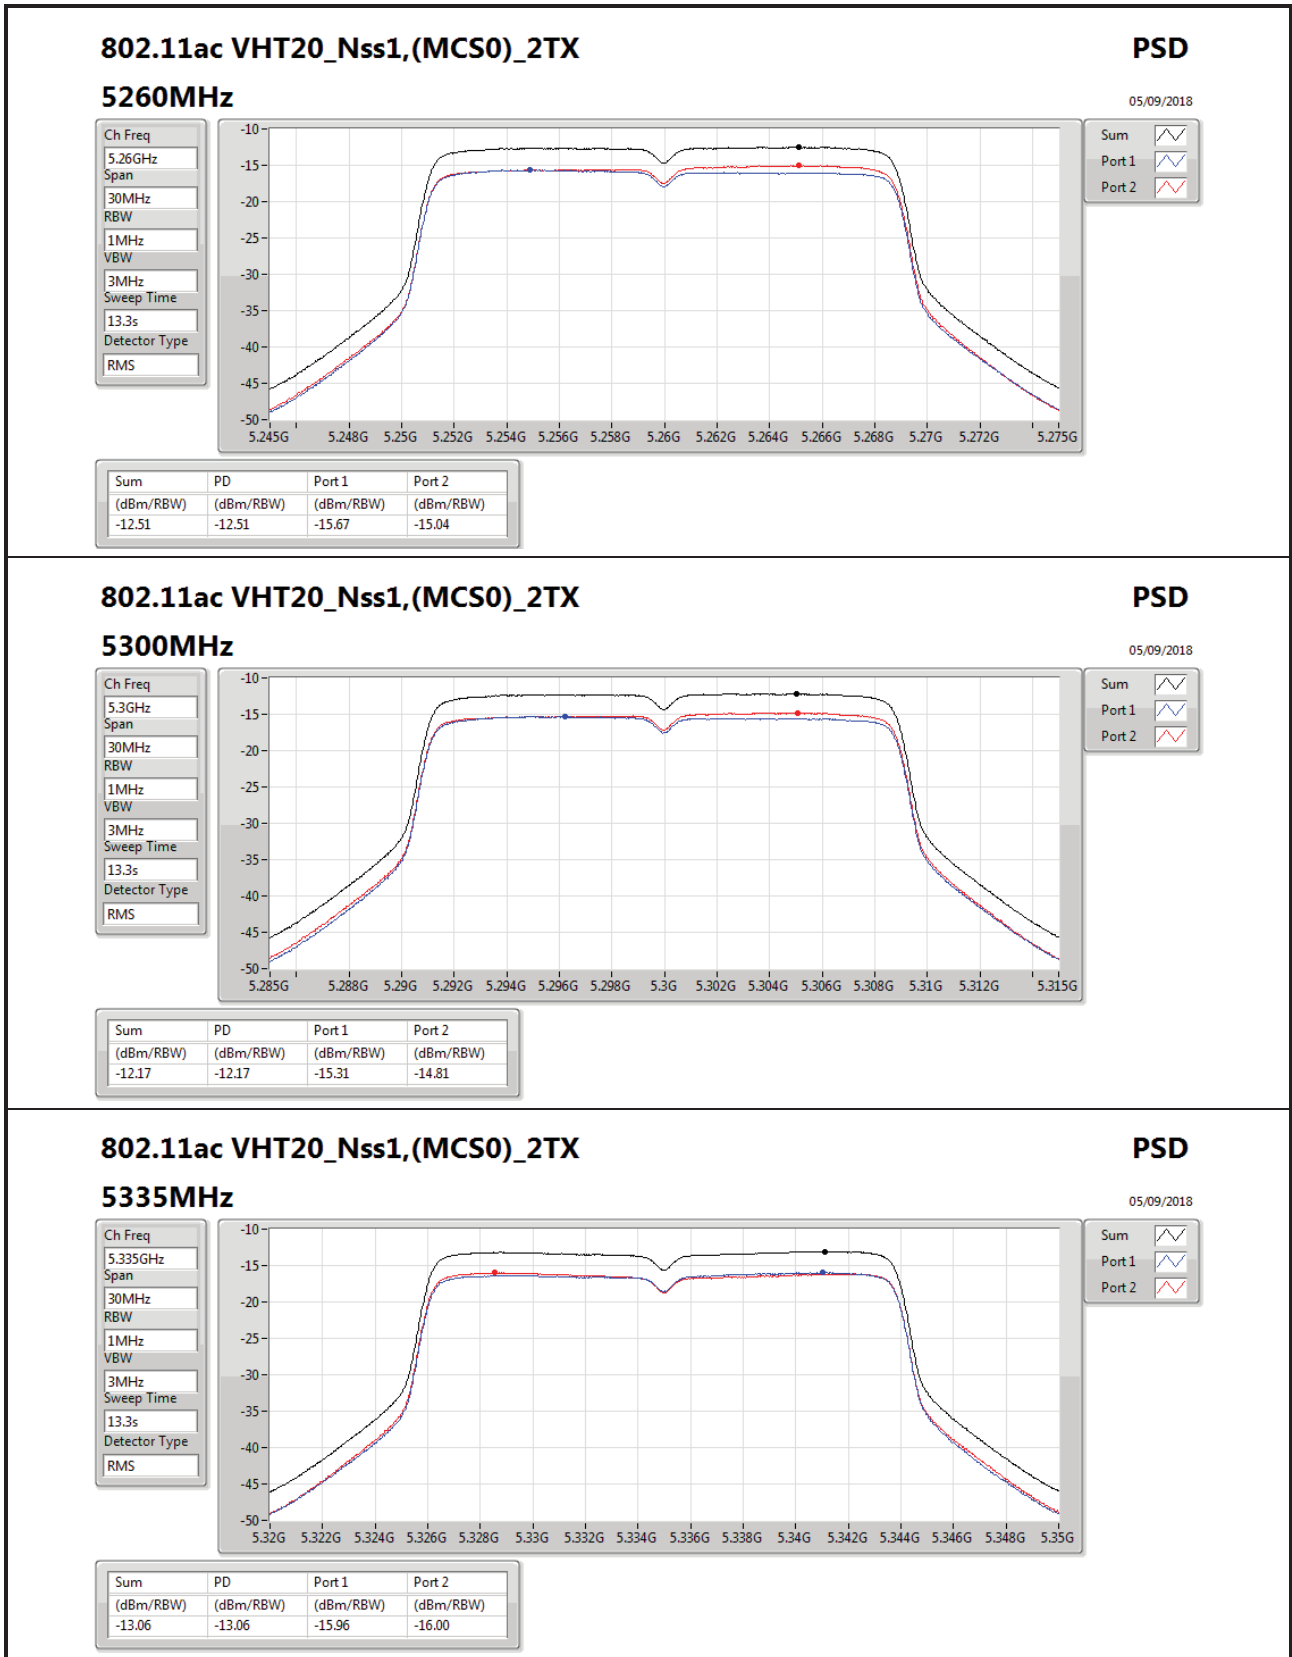 802.11ac VHT20_Nss1,(MCS0)_2TX PSD
5260MHz 05/09/2018
Ch Freq
5.26GHz
Span
30MHz
RBW
1MHz
VBW
3MHz
Sweep Time
13.3s
Detector Type
RMS
-10
-15
-20
-25
-30
-35
-40
-45
-50
5.245G 5.248G 5.25G 5.252G 5.254G 5.256G 5.258G 5.26G 5.262G 5.264G 5.266G 5.268G 5.27G 5.272G 5.275G
Sum
Port 1
Port 2
Sum PD Port 1 Port 2
(dBm/RBW) (dBm/RBW) (dBm/RBW) (dBm/RBW)
-12.51 -12.51 -15.67 -15.04
802.11ac VHT20_Nss1,(MCS0)_2TX PSD
5300MHz 05/09/2018
Ch Freq
5.3GHz
Span
30MHz
RBW
1MHz
VBW
3MHz
Sweep Time
13.3s
Detector Type
RMS
-10
-15
-20
-25
-30
-35
-40
-45
-50
5.285G 5.288G 5.29G 5.292G 5.294G 5.296G 5.298G 5.3G 5.302G 5.304G 5.306G 5.308G 5.31G 5.312G 5.315G
Sum
Port 1
Port 2
Sum PD Port 1 Port 2
(dBm/RBW) (dBm/RBW) (dBm/RBW) (dBm/RBW)
-12.17 -12.17 -15.31 -14.81
802.11ac VHT20_Nss1,(MCS0)_2TX PSD
5335MHz 05/09/2018
Ch Freq
5.335GHz
Span
30MHz
RBW
1MHz
VBW
3MHz
Sweep Time
13.3s
Detector Type
RMS
-10
-15
-20
-25
-30
-35
-40
-45
-50
5.32G 5.322G 5.324G 5.326G 5.328G 5.33G 5.332G 5.334G 5.336G 5.338G 5.34G 5.342G 5.344G 5.346G 5.348G 5.35G
Sum
Port 1
Port 2
Sum PD Port 1 Port 2
(dBm/RBW) (dBm/RBW) (dBm/RBW) (dBm/RBW)
-13.06 -13.06 -15.96 -16.00